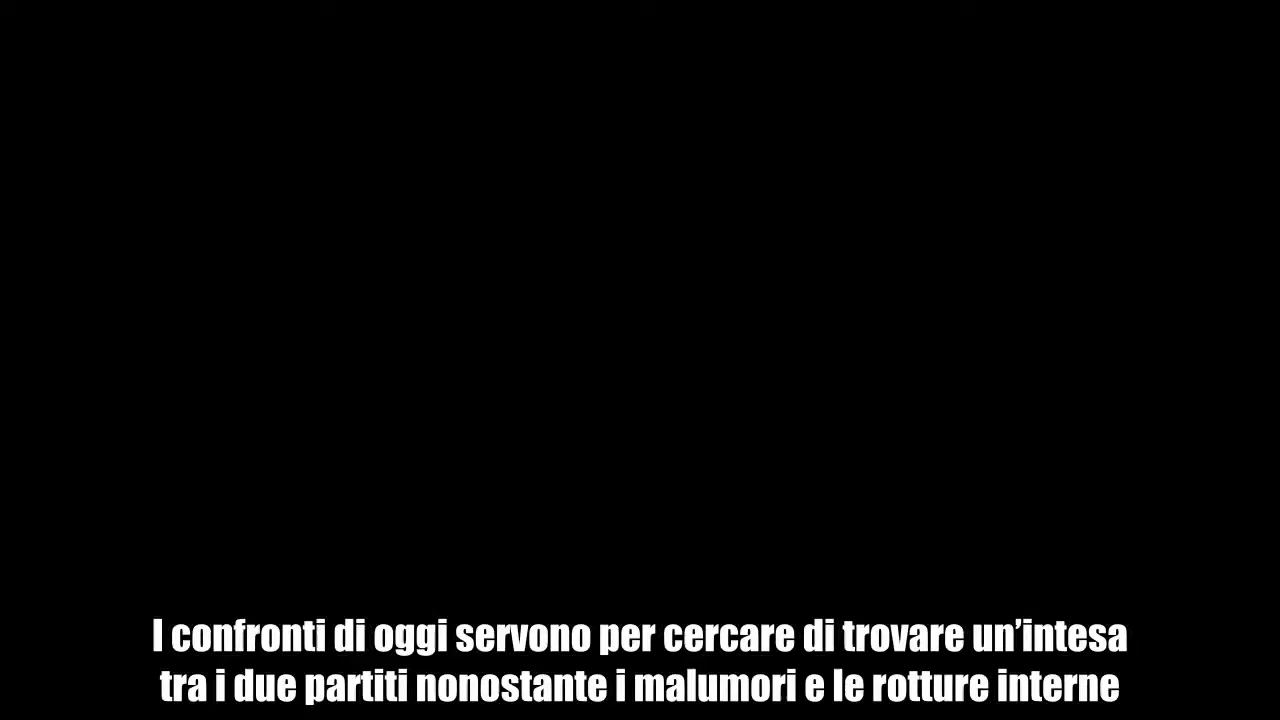 I confronti di oggi servono per cercare di trovare un’intesa
tra i due partiti nonostante i malumori e le rotture interne